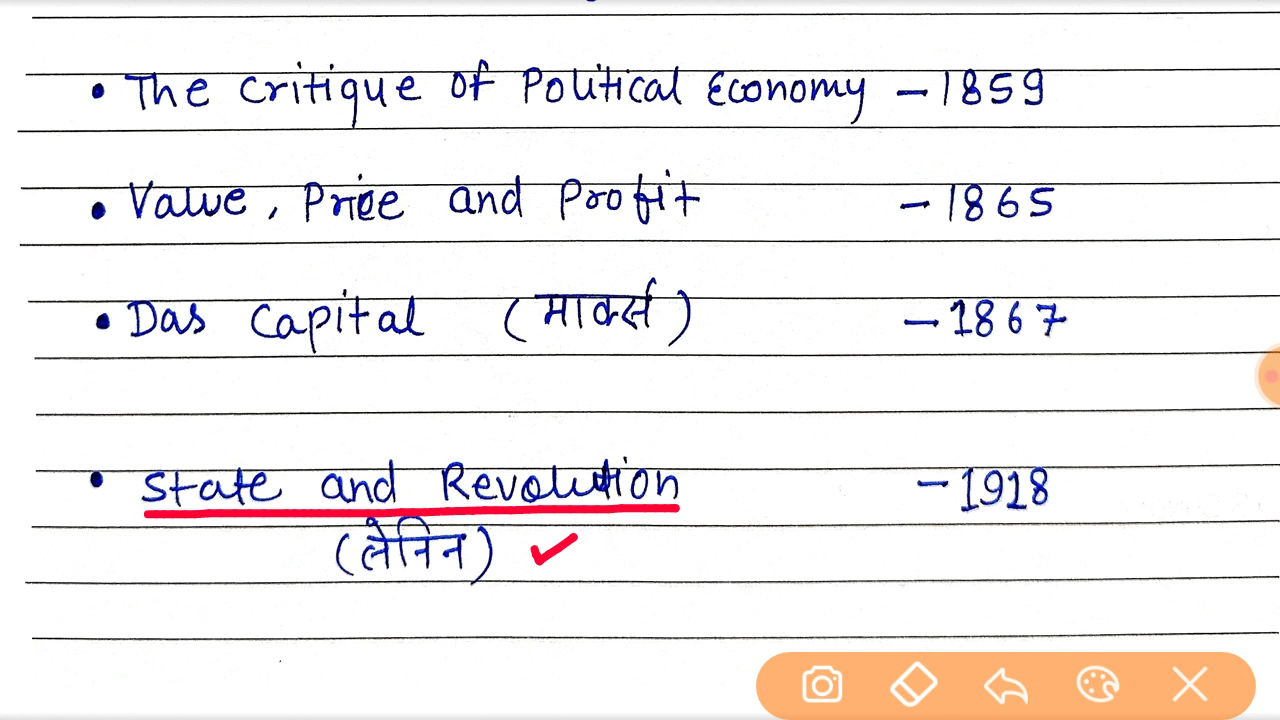 • The critique of Political Economy – 1859
• Value, Price and Profit – 1865
• Das Capital (मार्क्स) – 1867
• State and Revolution – 1918
(लेनिन) ✓